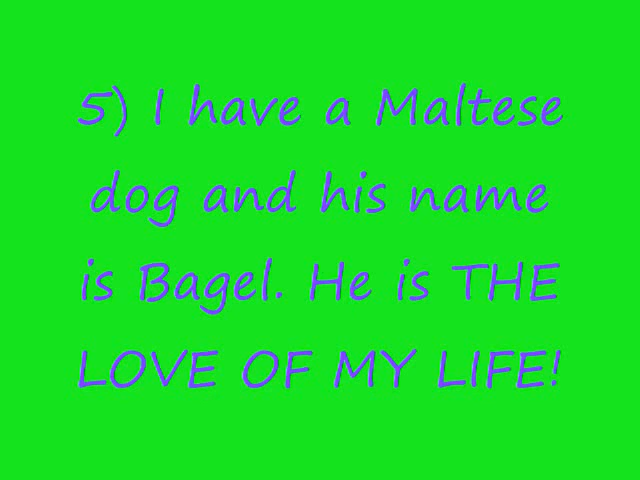 5) I have a Maltese
dog and his name
is Bagel. He is THE
LOVE OF MY LIFE!